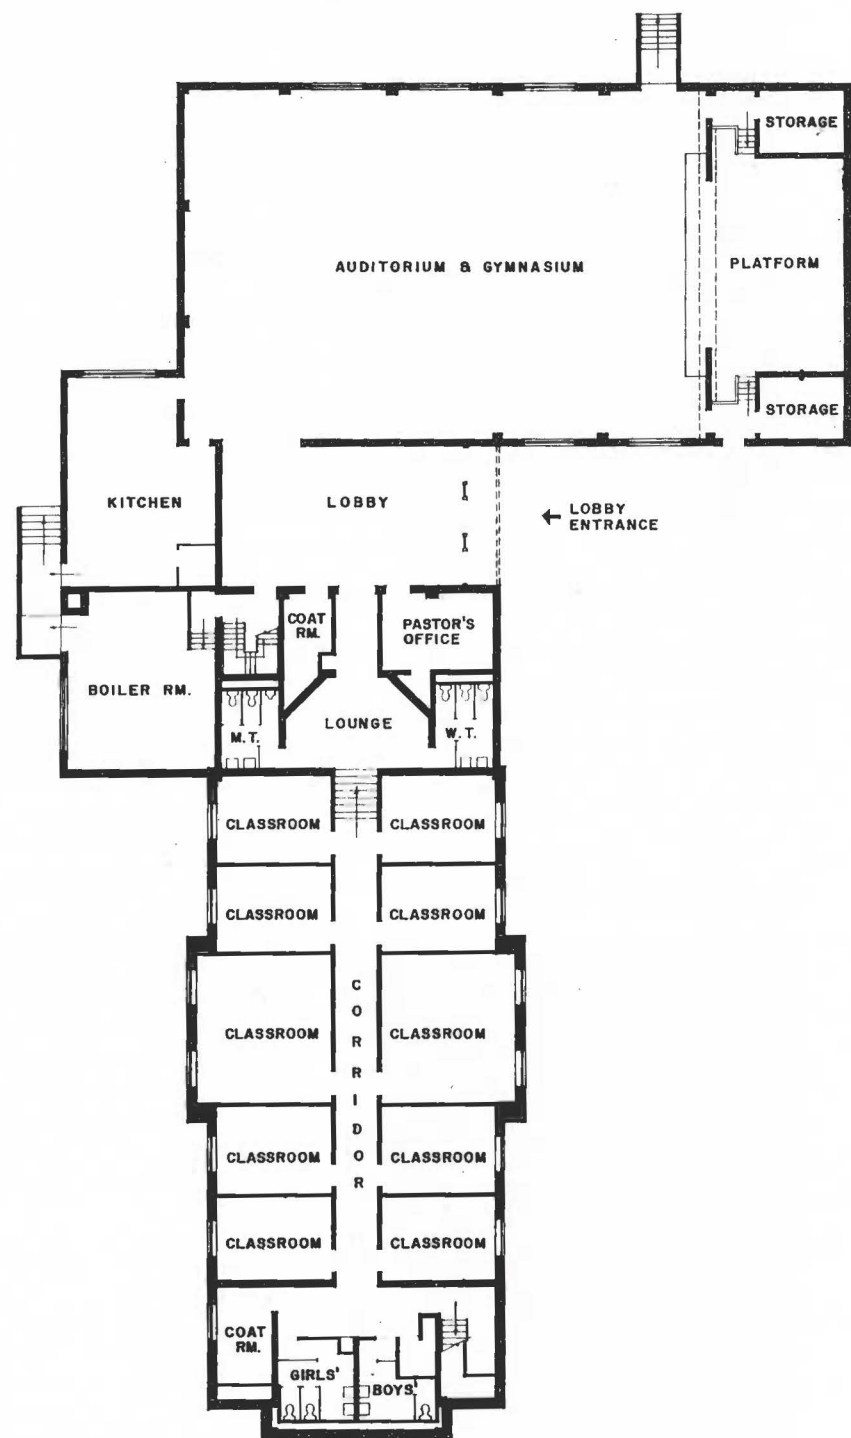 STORAGE
AUDITORIUM & GYMNASIUM
PLATFORM
STORAGE
KITCHEN
LOBBY
LOBBY
ENTRANCE
COAT
RM.
PASTOR'S
OFFICE
BOILER RM.
LOUNGE
M.T.
W.T.
CLASSROOM
CLASSROOM
CLASSROOM
CLASSROOM
CORRIDOR
CLASSROOM
CLASSROOM
CLASSROOM
CLASSROOM
CLASSROOM
CLASSROOM
COAT
RM.
GIRLS'
BOYS'